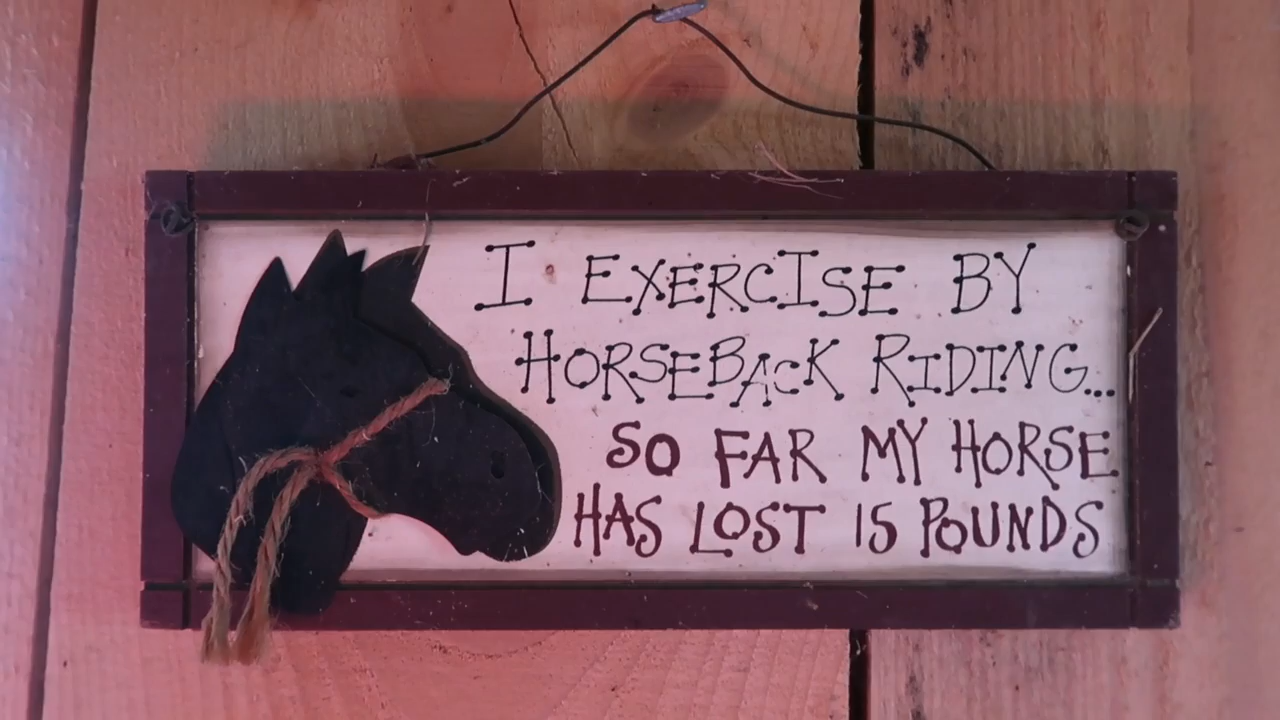 I EXERCISE BY
HORSEBACK RIDING...
SO FAR MY HORSE
HAS LOST 15 POUNDS